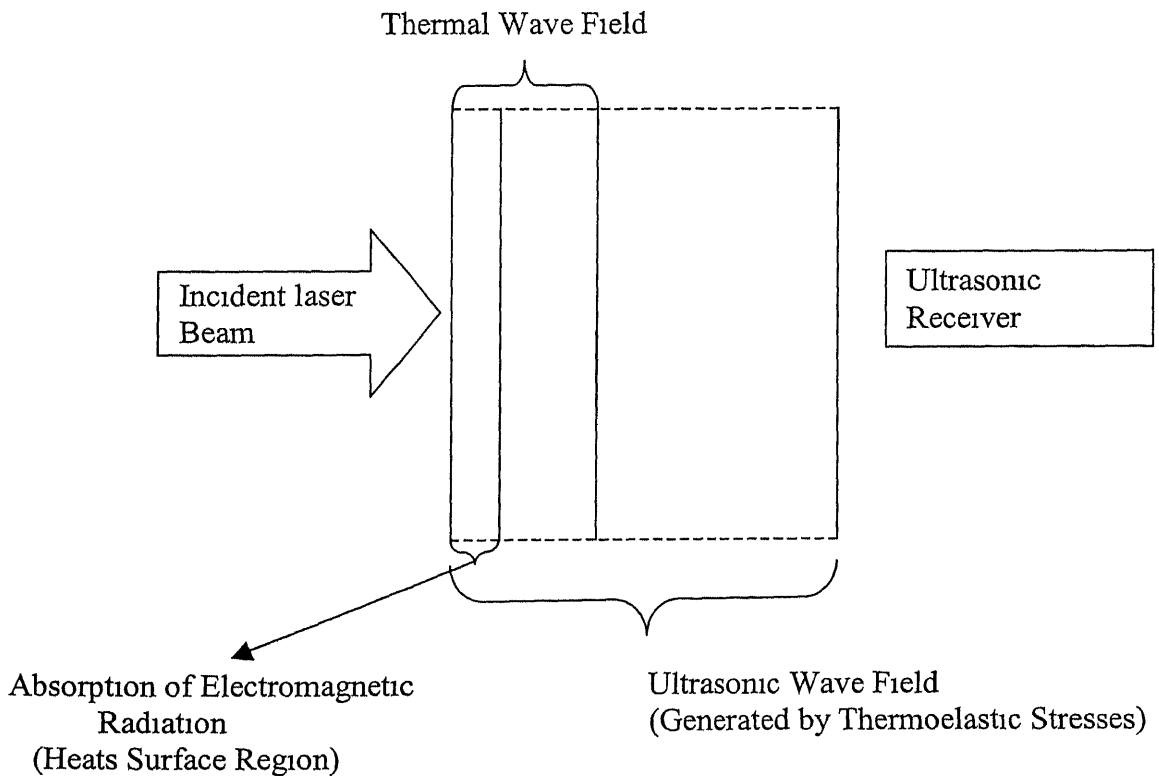 Thermal Wave Field
Incident laser
Beam
Ultrasonic
Receiver
Absorption of Electromagnetic
Radiation
(Heats Surface Region)
Ultrasonic Wave Field
(Generated by Thermoelastic Stresses)